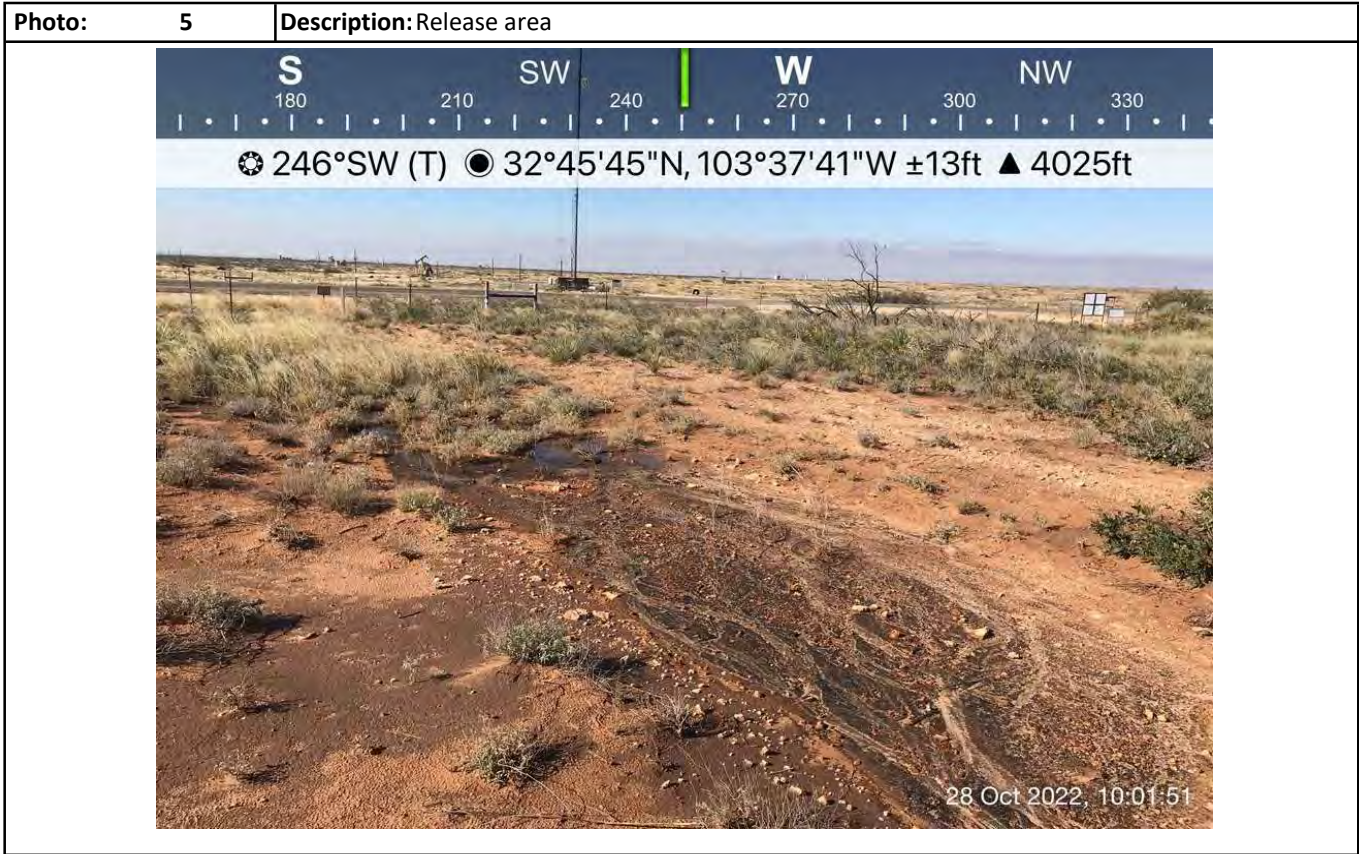 Photo: 5 Description: Release area
S SW W NW
180 210 240 270 300 330
246°SW (T) 32°45'45"N, 103°37'41"W ±13ft ▲ 4025ft
28 Oct 2022, 10:01:51